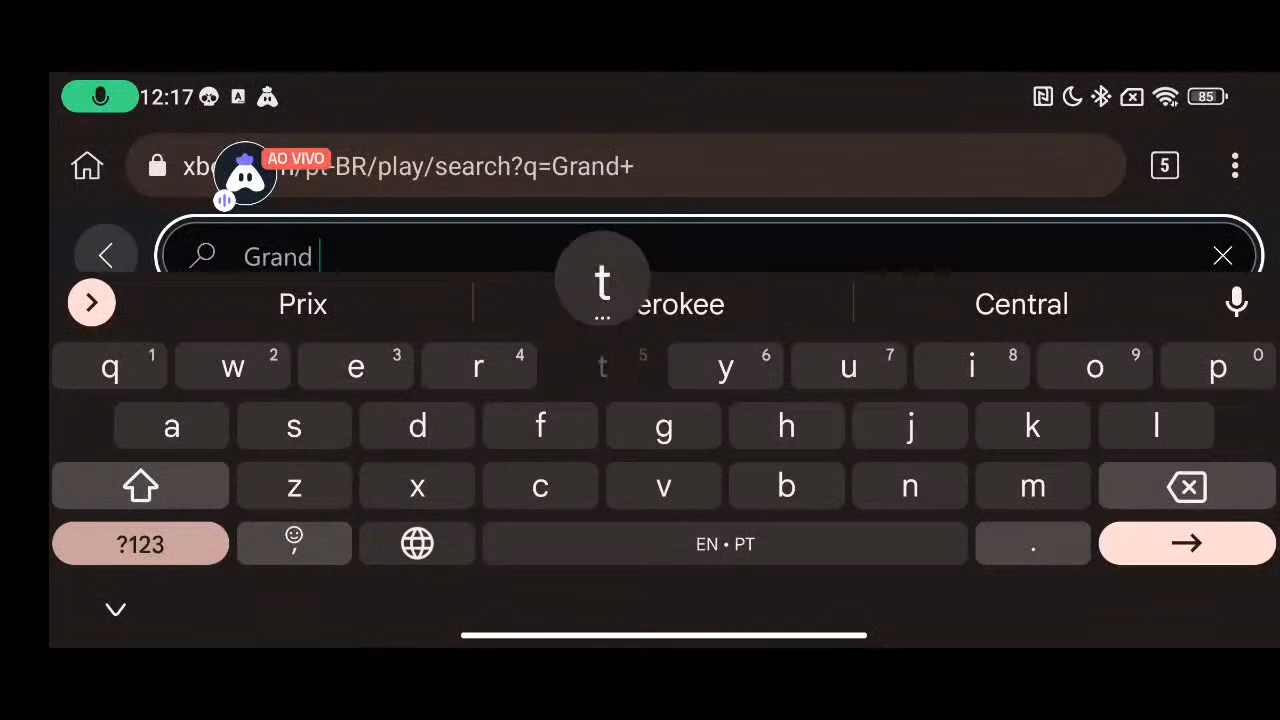 12:17 A 85
AO VIVO
xb /pt-BR/play/search?q=Grand+ 5
Grand
t
...
Prix erokee Central
q 1 w 2 e 3 r 4 t 5 y 6 u 7 i 8 o 9 p 0
a s d f g h j k l
z x c v b n m
?123 , EN • PT .